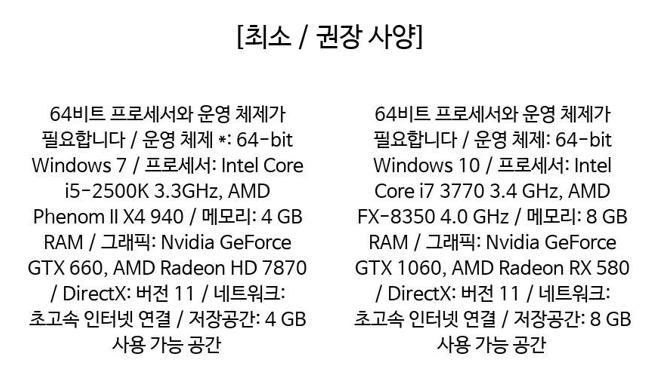 [최소 / 권장 사양]
64비트 프로세서와 운영 체제가
필요합니다 / 운영 체제 *: 64-bit
Windows 7 / 프로세서: Intel Core
i5-2500K 3.3GHz, AMD
Phenom II X4 940 / 메모리: 4 GB
RAM / 그래픽: Nvidia GeForce
GTX 660, AMD Radeon HD 7870
/ DirectX: 버전 11 / 네트워크:
초고속 인터넷 연결 / 저장공간: 4 GB
사용 가능 공간
64비트 프로세서와 운영 체제가
필요합니다 / 운영 체제: 64-bit
Windows 10 / 프로세서: Intel
Core i7 3770 3.4 GHz, AMD
FX-8350 4.0 GHz / 메모리: 8 GB
RAM / 그래픽: Nvidia GeForce
GTX 1060, AMD Radeon RX 580
/ DirectX: 버전 11 / 네트워크:
초고속 인터넷 연결 / 저장공간: 8 GB
사용 가능 공간